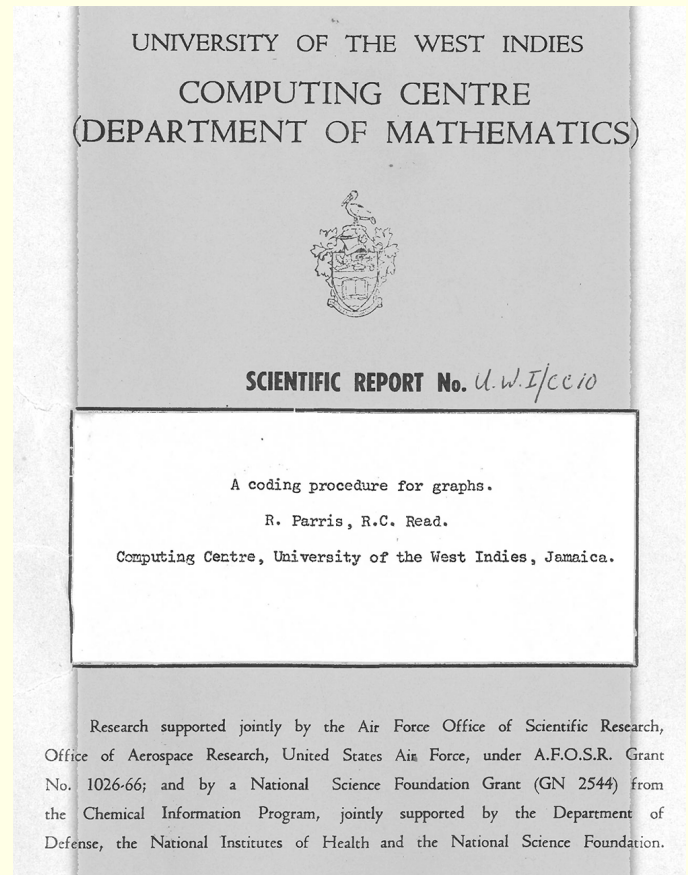 UNIVERSITY OF THE WEST INDIES
COMPUTING CENTRE
(DEPARTMENT OF MATHEMATICS)
SCIENTIFIC REPORT No. U.W.I/CC10
A coding procedure for graphs.
R. Parris, R.C. Read.
Computing Centre, University of the West Indies, Jamaica.
Research supported jointly by the Air Force Office of Scientific Research,
Office of Aerospace Research, United States Air Force, under A.F.O.S.R. Grant
No. 1026-66; and by a National Science Foundation Grant (GN 2544) from
the Chemical Information Program, jointly supported by the Department of
Defense, the National Institutes of Health and the National Science Foundation.